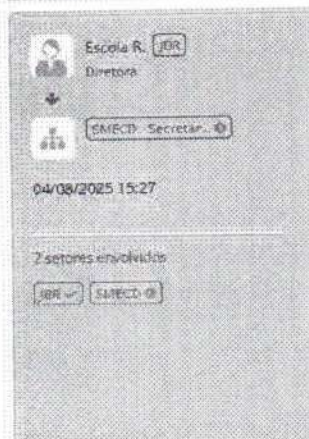 Escola R. JBR
Diretora
SMECD - Secretar...
04/08/2025 15:27
2 setores envolvidos
JBR SMECD